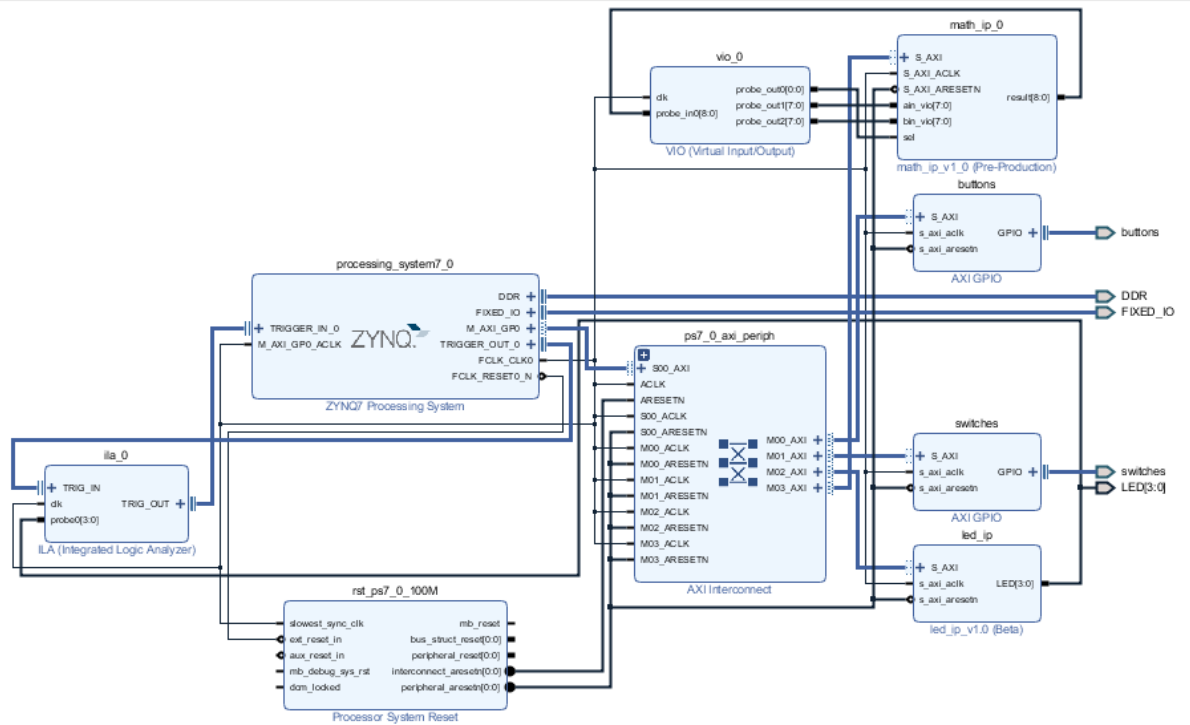 math_ip_0
S_AXI
S_AXI_ACLK
S_AXI_ARESETN
ain_vio[7:0]
bin_vio[7:0]
sel
result[8:0]
math_ip_v1_0 (Pre-Production)
vio_0
clk
probe_in0[8:0]
probe_out0[0:0]
probe_out1[7:0]
probe_out2[7:0]
VIO (Virtual Input/Output)
buttons
S_AXI
s_axi_aclk
s_axi_aresetn
GPIO
AXI GPIO
buttons
DDR
FIXED_IO
processing_system7_0
TRIGGER_IN_0
M_AXI_GP0_ACLK
ZYNQ.
DDR
FIXED_IO
M_AXI_GP0
TRIGGER_OUT_0
FCLK_CLK0
FCLK_RESET0_N
ZYNQ7 Processing System
ps7_0_axi_periph
S00_AXI
ACLK
ARESETN
S00_ACLK
S00_ARESETN
M00_ACLK
M00_ARESETN
M01_ACLK
M01_ARESETN
M02_ACLK
M02_ARESETN
M03_ACLK
M03_ARESETN
M00_AXI
M01_AXI
M02_AXI
M03_AXI
AXI Interconnect
switches
S_AXI
s_axi_aclk
s_axi_aresetn
GPIO
AXI GPIO
switches
LED[3:0]
ila_0
TRIG_IN
clk
probe0[3:0]
TRIG_OUT
ILA (Integrated Logic Analyzer)
led_ip
S_AXI
s_axi_aclk
s_axi_aresetn
LED[3:0]
led_ip_v1.0 (Beta)
rst_ps7_0_100M
slowest_sync_clk
ext_reset_in
aux_reset_in
mb_debug_sys_rst
dcm_locked
mb_reset
bus_struct_reset[0:0]
peripheral_reset[0:0]
interconnect_aresetn[0:0]
peripheral_aresetn[0:0]
Processor System Reset